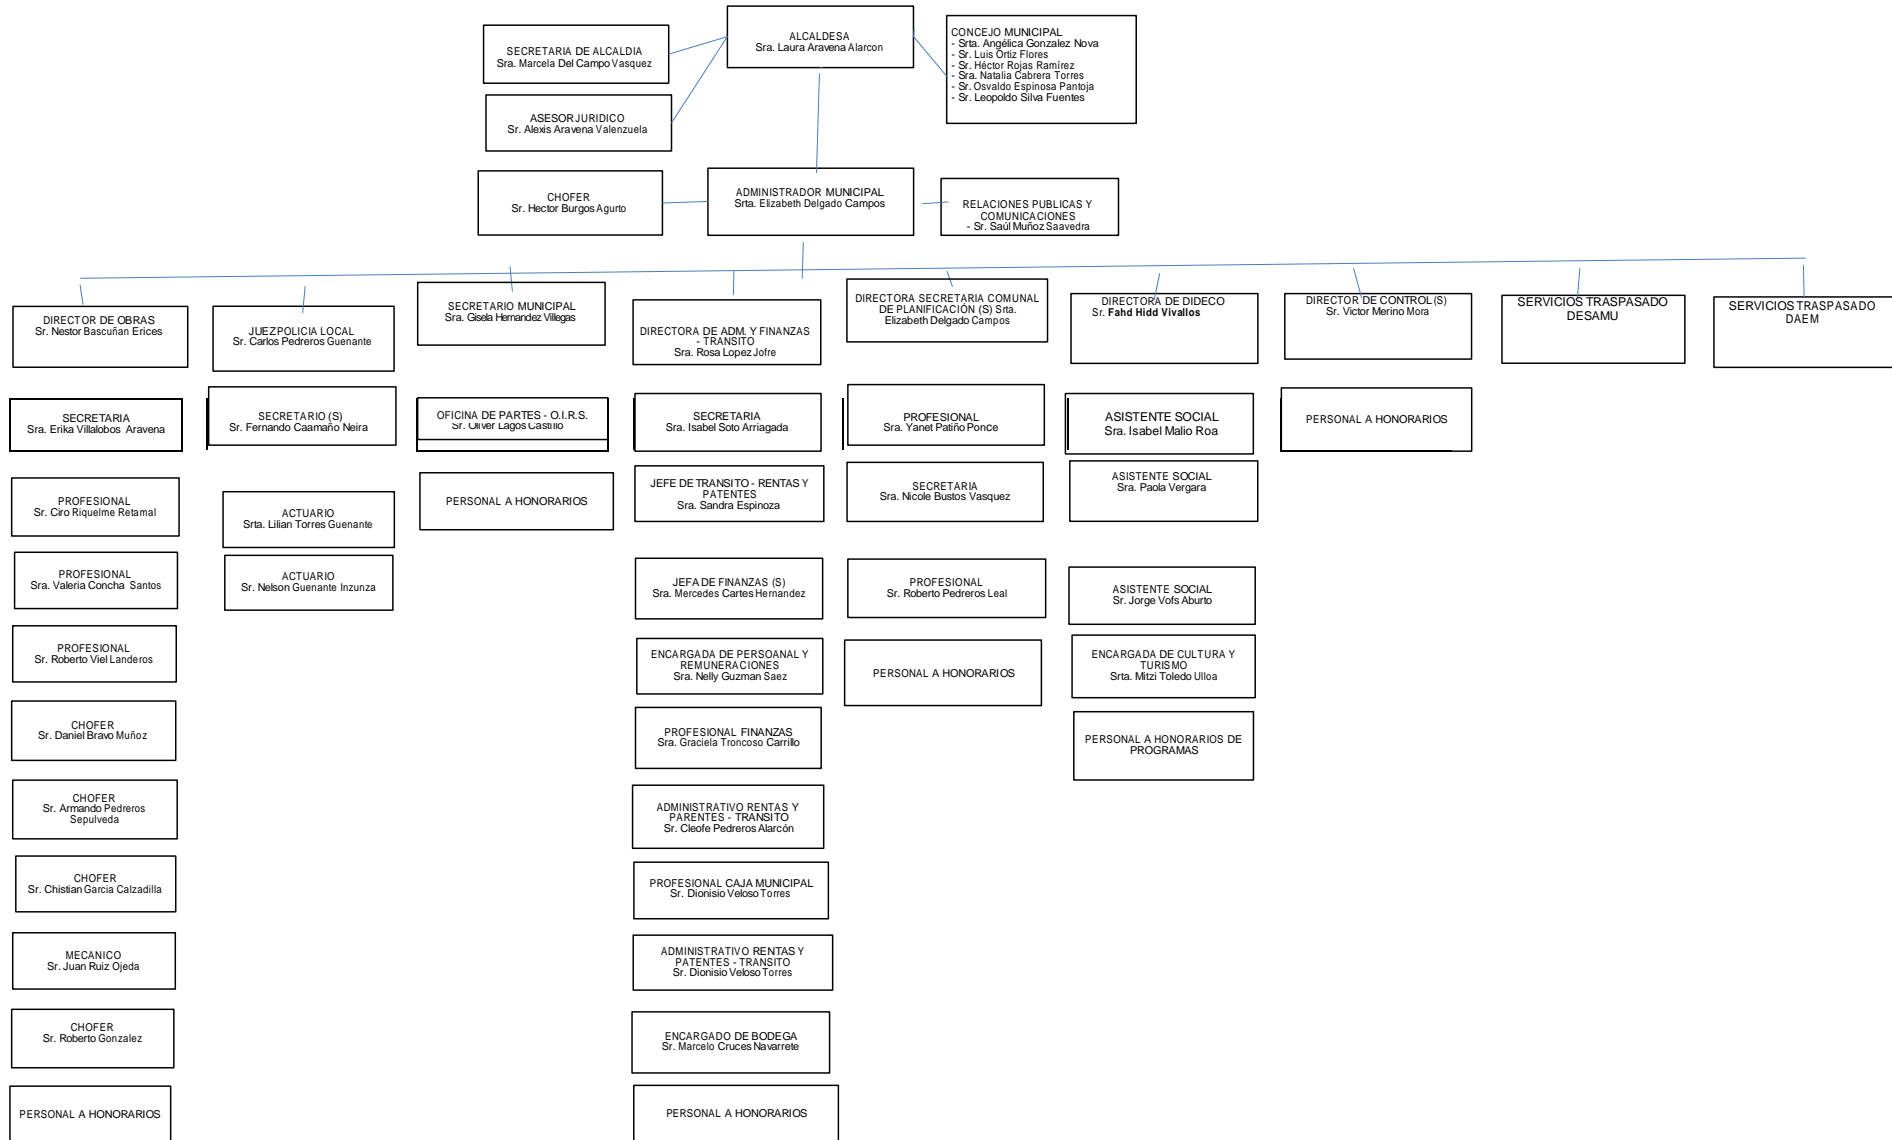 ALCALDESA
Sra. Laura Aravena Alarcon
SECRETARIA DE ALCALDIA
Sra. Marcela Del Campo Vasquez
CONCEJO MUNICIPAL
- Srta. Angélica Gonzalez Nova
- Sr. Luis Ortiz Flores
- Sr. Héctor Rojas Ramírez
- Sra. Natalia Cabrera Torres
- Sr. Osvaldo Espinosa Pantoja
- Sr. Leopoldo Silva Fuentes
ASESOR JURIDICO
Sr. Alexis Aravena Valenzuela
CHOFER
Sr. Hector Burgos Agurto
ADMINISTRADOR MUNICIPAL
Srta. Elizabeth Delgado Campos
RELACIONES PUBLICAS Y
COMUNICACIONES
- Sr. Saúl Muñoz Saavedra
DIRECTOR DE OBRAS
Sr. Nestor Bascuñan Erices
JUEZ POLICIA LOCAL
Sr. Carlos Pedreros Guenante
SECRETARIO MUNICIPAL
Sra. Gisela Hernandez Villegas
DIRECTORA DE ADM. Y FINANZAS
- TRANSITO
Sra. Rosa Lopez Jofre
DIRECTORA SECRETARIA COMUNAL
DE PLANIFICACIÓN (S) Srta.
Elizabeth Delgado Campos
DIRECTORA DE DIDECO
Sr. Fahd Hidd Vivallos
DIRECTOR DE CONTROL (S)
Sr. Victor Merino Mora
SERVICIOS TRASPASADO
DESAMU
SERVICIOS TRASPASADO
DAEM
SECRETARIA
Sra. Erika Villalobos Aravena
SECRETARIO (S)
Sr. Fernando Caamaño Neira
OFICINA DE PARTES - O.I.R.S.
Sr. Oliver Lagos Castillo
SECRETARIA
Sra. Isabel Soto Arriagada
PROFESIONAL
Sra. Yanet Patiño Ponce
ASISTENTE SOCIAL
Sra. Isabel Malio Roa
PERSONAL A HONORARIOS
PROFESIONAL
Sr. Ciro Riquelme Retamal
ACTUARIO
Srta. Lilian Torres Guenante
PERSONAL A HONORARIOS
JEFE DE TRANSITO - RENTAS Y
PATENTES
Sra. Sandra Espinoza
SECRETARIA
Sra. Nicole Bustos Vasquez
ASISTENTE SOCIAL
Sra. Paola Vergara
PROFESIONAL
Sra. Valeria Concha Santos
ACTUARIO
Sr. Nelson Guenante Inzunza
JEFA DE FINANZAS (S)
Sra. Mercedes Cartes Hernandez
PROFESIONAL
Sr. Roberto Pedreros Leal
ASISTENTE SOCIAL
Sr. Jorge Vofs Aburto
PROFESIONAL
Sr. Roberto Viel Landeros
ENCARGADA DE PERSOANAL Y
REMUNERACIONES
Sra. Nelly Guzman Saez
PERSONAL A HONORARIOS
ENCARGADA DE CULTURA Y
TURISMO
Srta. Mitzi Toledo Ulloa
CHOFER
Sr. Daniel Bravo Muñoz
PROFESIONAL FINANZAS
Sra. Graciela Troncoso Carrillo
PERSONAL A HONORARIOS DE
PROGRAMAS
CHOFER
Sr. Armando Pedreros
Sepulveda
ADMINISTRATIVO RENTAS Y
PARENTES - TRANSITO
Sr. Cleofe Pedreros Alarcón
CHOFER
Sr. Chistian Garcia Calzadilla
PROFESIONAL CAJA MUNICIPAL
Sr. Dionisio Veloso Torres
MECANICO
Sr. Juan Ruiz Ojeda
ADMINISTRATIVO RENTAS Y
PATENTES - TRANSITO
Sr. Dionisio Veloso Torres
CHOFER
Sr. Roberto Gonzalez
ENCARGADO DE BODEGA
Sr. Marcelo Cruces Navarrete
PERSONAL A HONORARIOS
PERSONAL A HONORARIOS